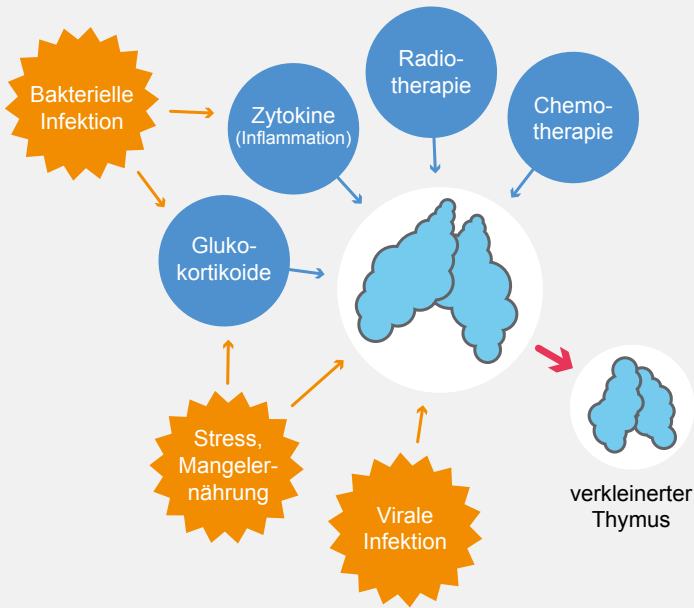 Bakterielle
Infektion
Zytokine
(Inflammation)
Radio-
therapie
Chemo-
therapie
Gluko-
kortikoide
Stress,
Mangeler-
nährung
Virale
Infektion
verkleinerter
Thymus